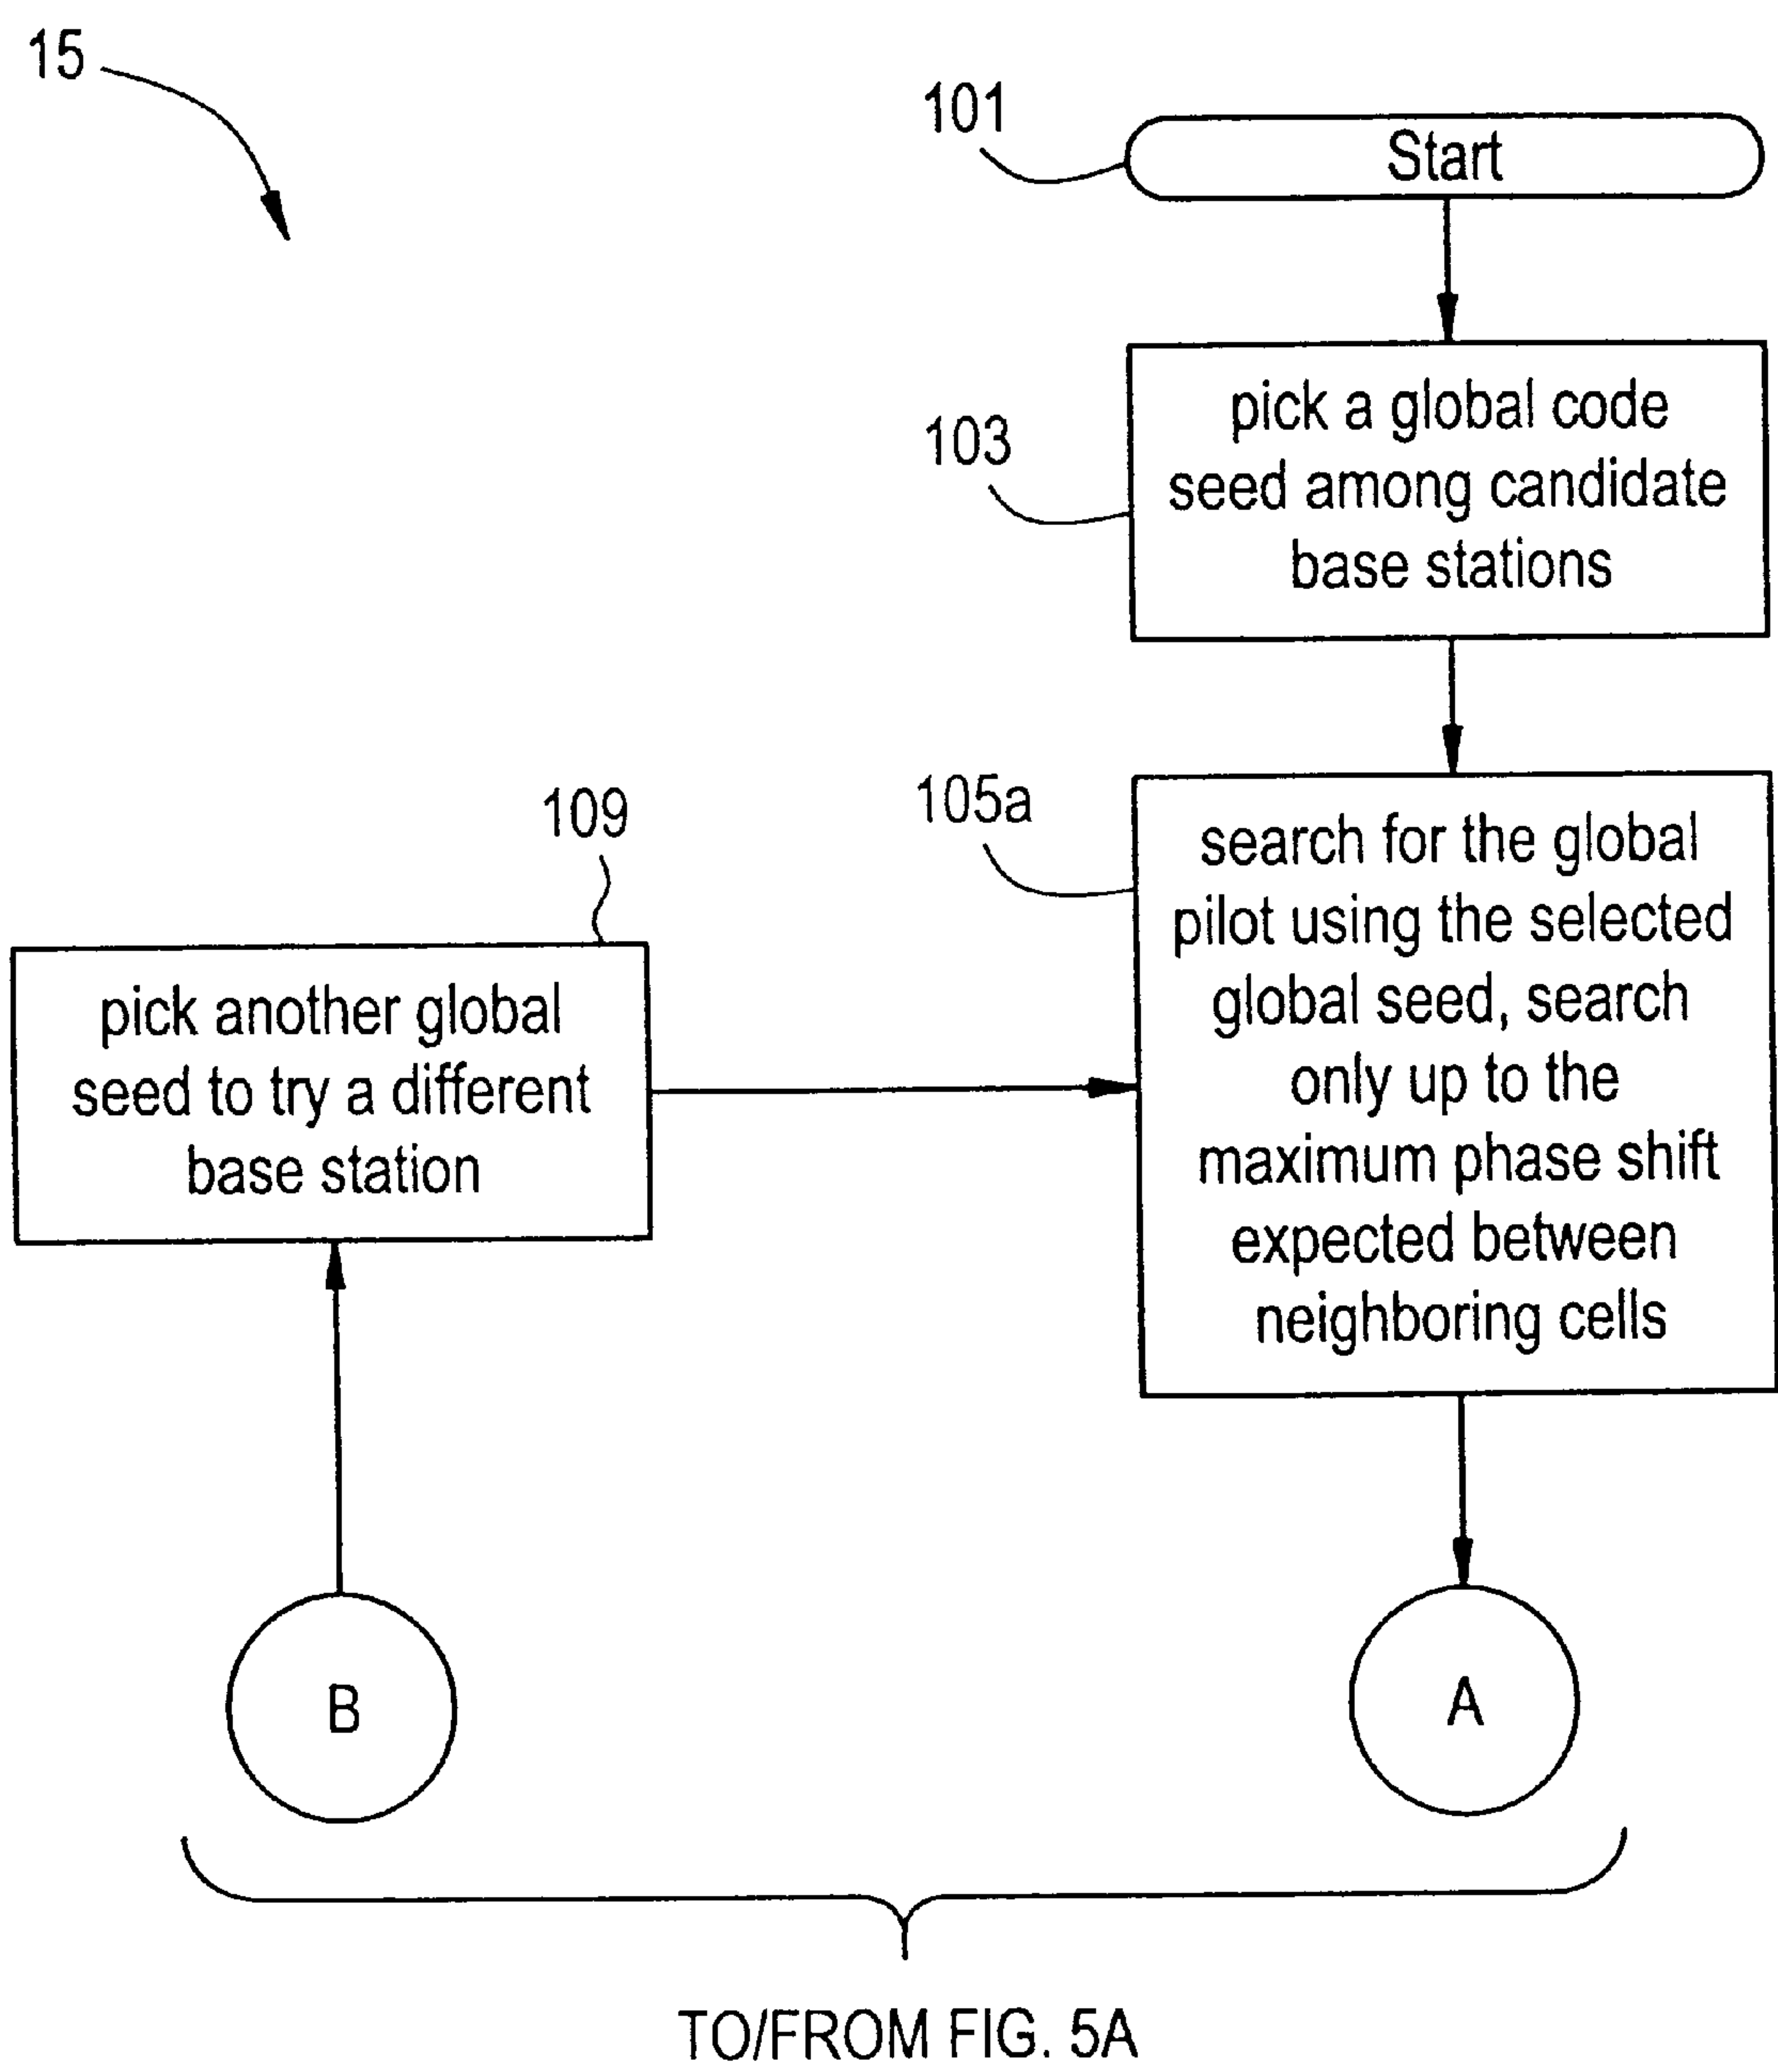 15
101
Start
103
pick a global code
seed among candidate
base stations
105a
search for the global
pilot using the selected
global seed, search
only up to the
maximum phase shift
expected between
neighboring cells
109
pick another global
seed to try a different
base station
B
A
TO/FROM FIG. 5A